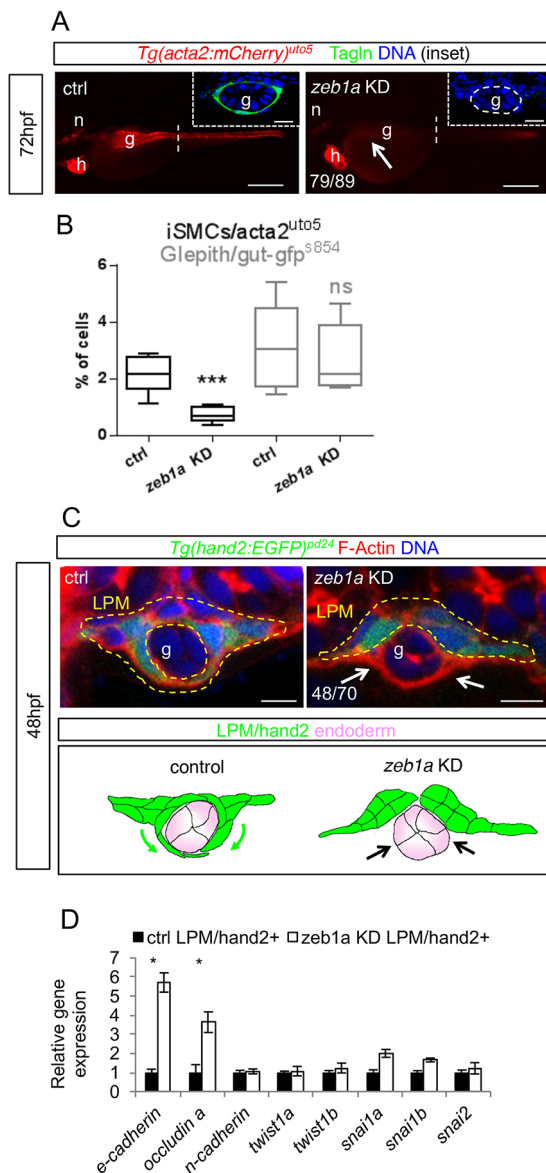 A
Tg(acta2:mCherry)uto5 TagIn DNA (inset)
72hpf
ctrl
g
n
g
h
zeb1a KD
g
n
g
h
79/89
B
iSMCs/acta2uto5
Glepith/gut-gfps854
% of cells
6
4
2
0
***
ns
ctrl
zeb1a KD
ctrl
zeb1a KD
C
Tg(hand2:EGFP)pd24 F-Actin DNA
48hpf
ctrl
LPM
g
zeb1a KD
LPM
g
48/70
LPM/hand2 endoderm
control
zeb1a KD
D
ctrl LPM/hand2+ zeb1a KD LPM/hand2+
Relative gene
expression
7
6
5
4
3
2
1
0
*
*
e-cadherin
occludin a
n-cadherin
twist1a
twist1b
snai1a
snai1b
snai2